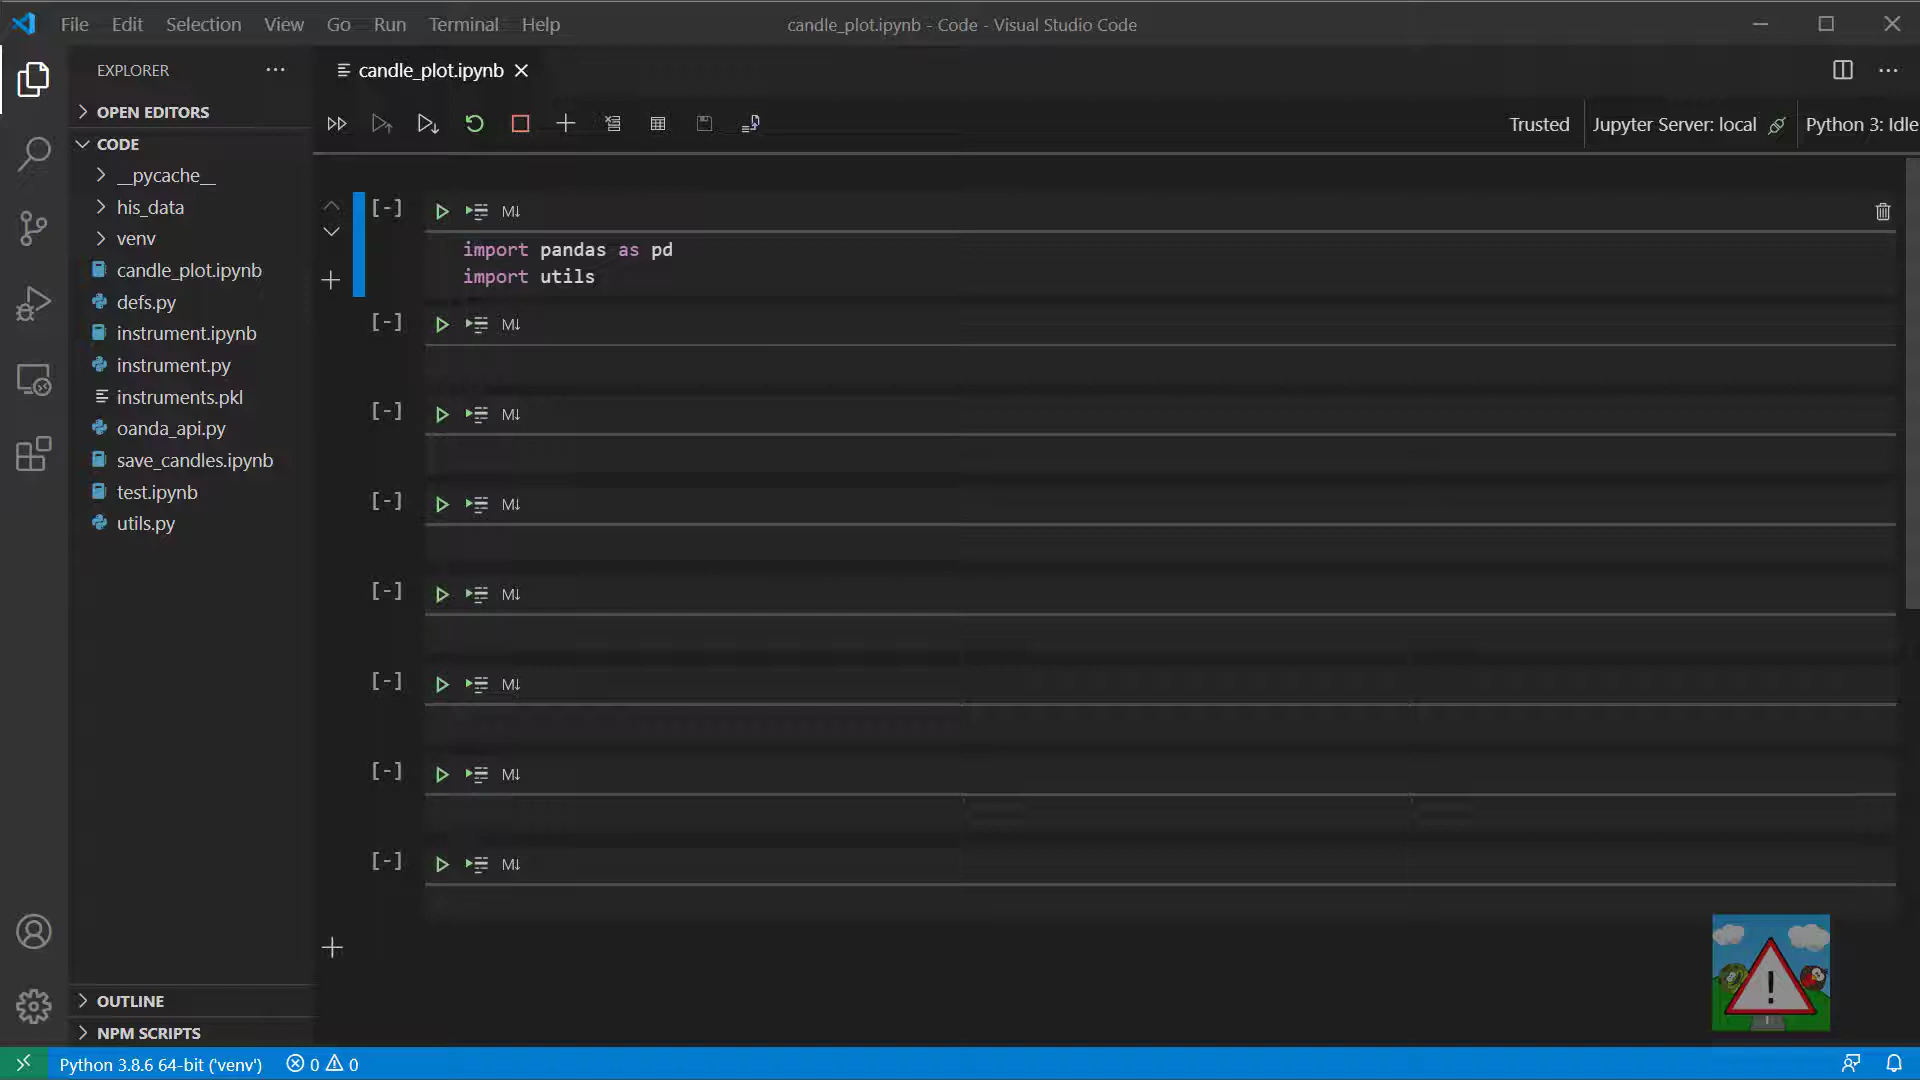 File Edit Selection View Go Run Terminal Help
candle_plot.ipynb - Code - Visual Studio Code
EXPLORER
candle_plot.ipynb
OPEN EDITORS
CODE
__pycache__
his_data
venv
candle_plot.ipynb
defs.py
instrument.ipynb
instrument.py
instruments.pkl
oanda_api.py
save_candles.ipynb
test.ipynb
utils.py
OUTLINE
NPM SCRIPTS
Trusted
Jupyter Server: local
Python 3: Idle
[-] M↓
import pandas as pd
import utils
[-] M↓
[-] M↓
[-] M↓
[-] M↓
[-] M↓
[-] M↓
[-] M↓
!
Python 3.8.6 64-bit ('venv') 0 0